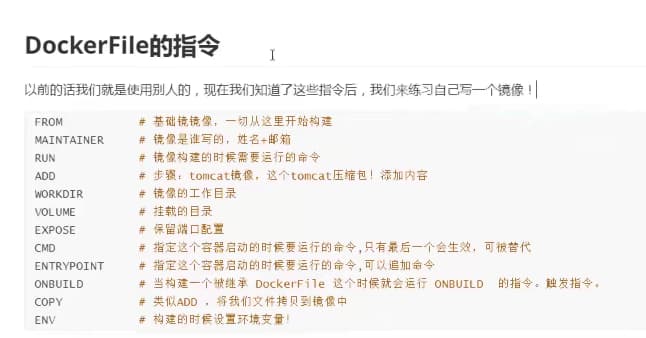 DockerFile的指令
以前的话我们就是使用别人的，现在我们知道了这些指令后，我们来练习自己写一个镜像！
FROM # 基础镜镜像，一切从这里开始构建
MAINTAINER # 镜像是谁写的，姓名+邮箱
RUN # 镜像构建的时候需要运行的命令
ADD # 步骤：tomcat镜像，这个tomcat压缩包！添加内容
WORKDIR # 镜像的工作目录
VOLUME # 挂载的目录
EXPOSE # 保留端口配置
CMD # 指定这个容器启动的时候要运行的命令,只有最后一个会生效，可被替代
ENTRYPOINT # 指定这个容器启动的时候要运行的命令,可以追加命令
ONBUILD # 当构建一个被继承 DockerFile 这个时候就会运行 ONBUILD 的指令。触发指令。
COPY # 类似ADD ，将我们文件拷贝到镜像中
ENV # 构建的时候设置环境变量！